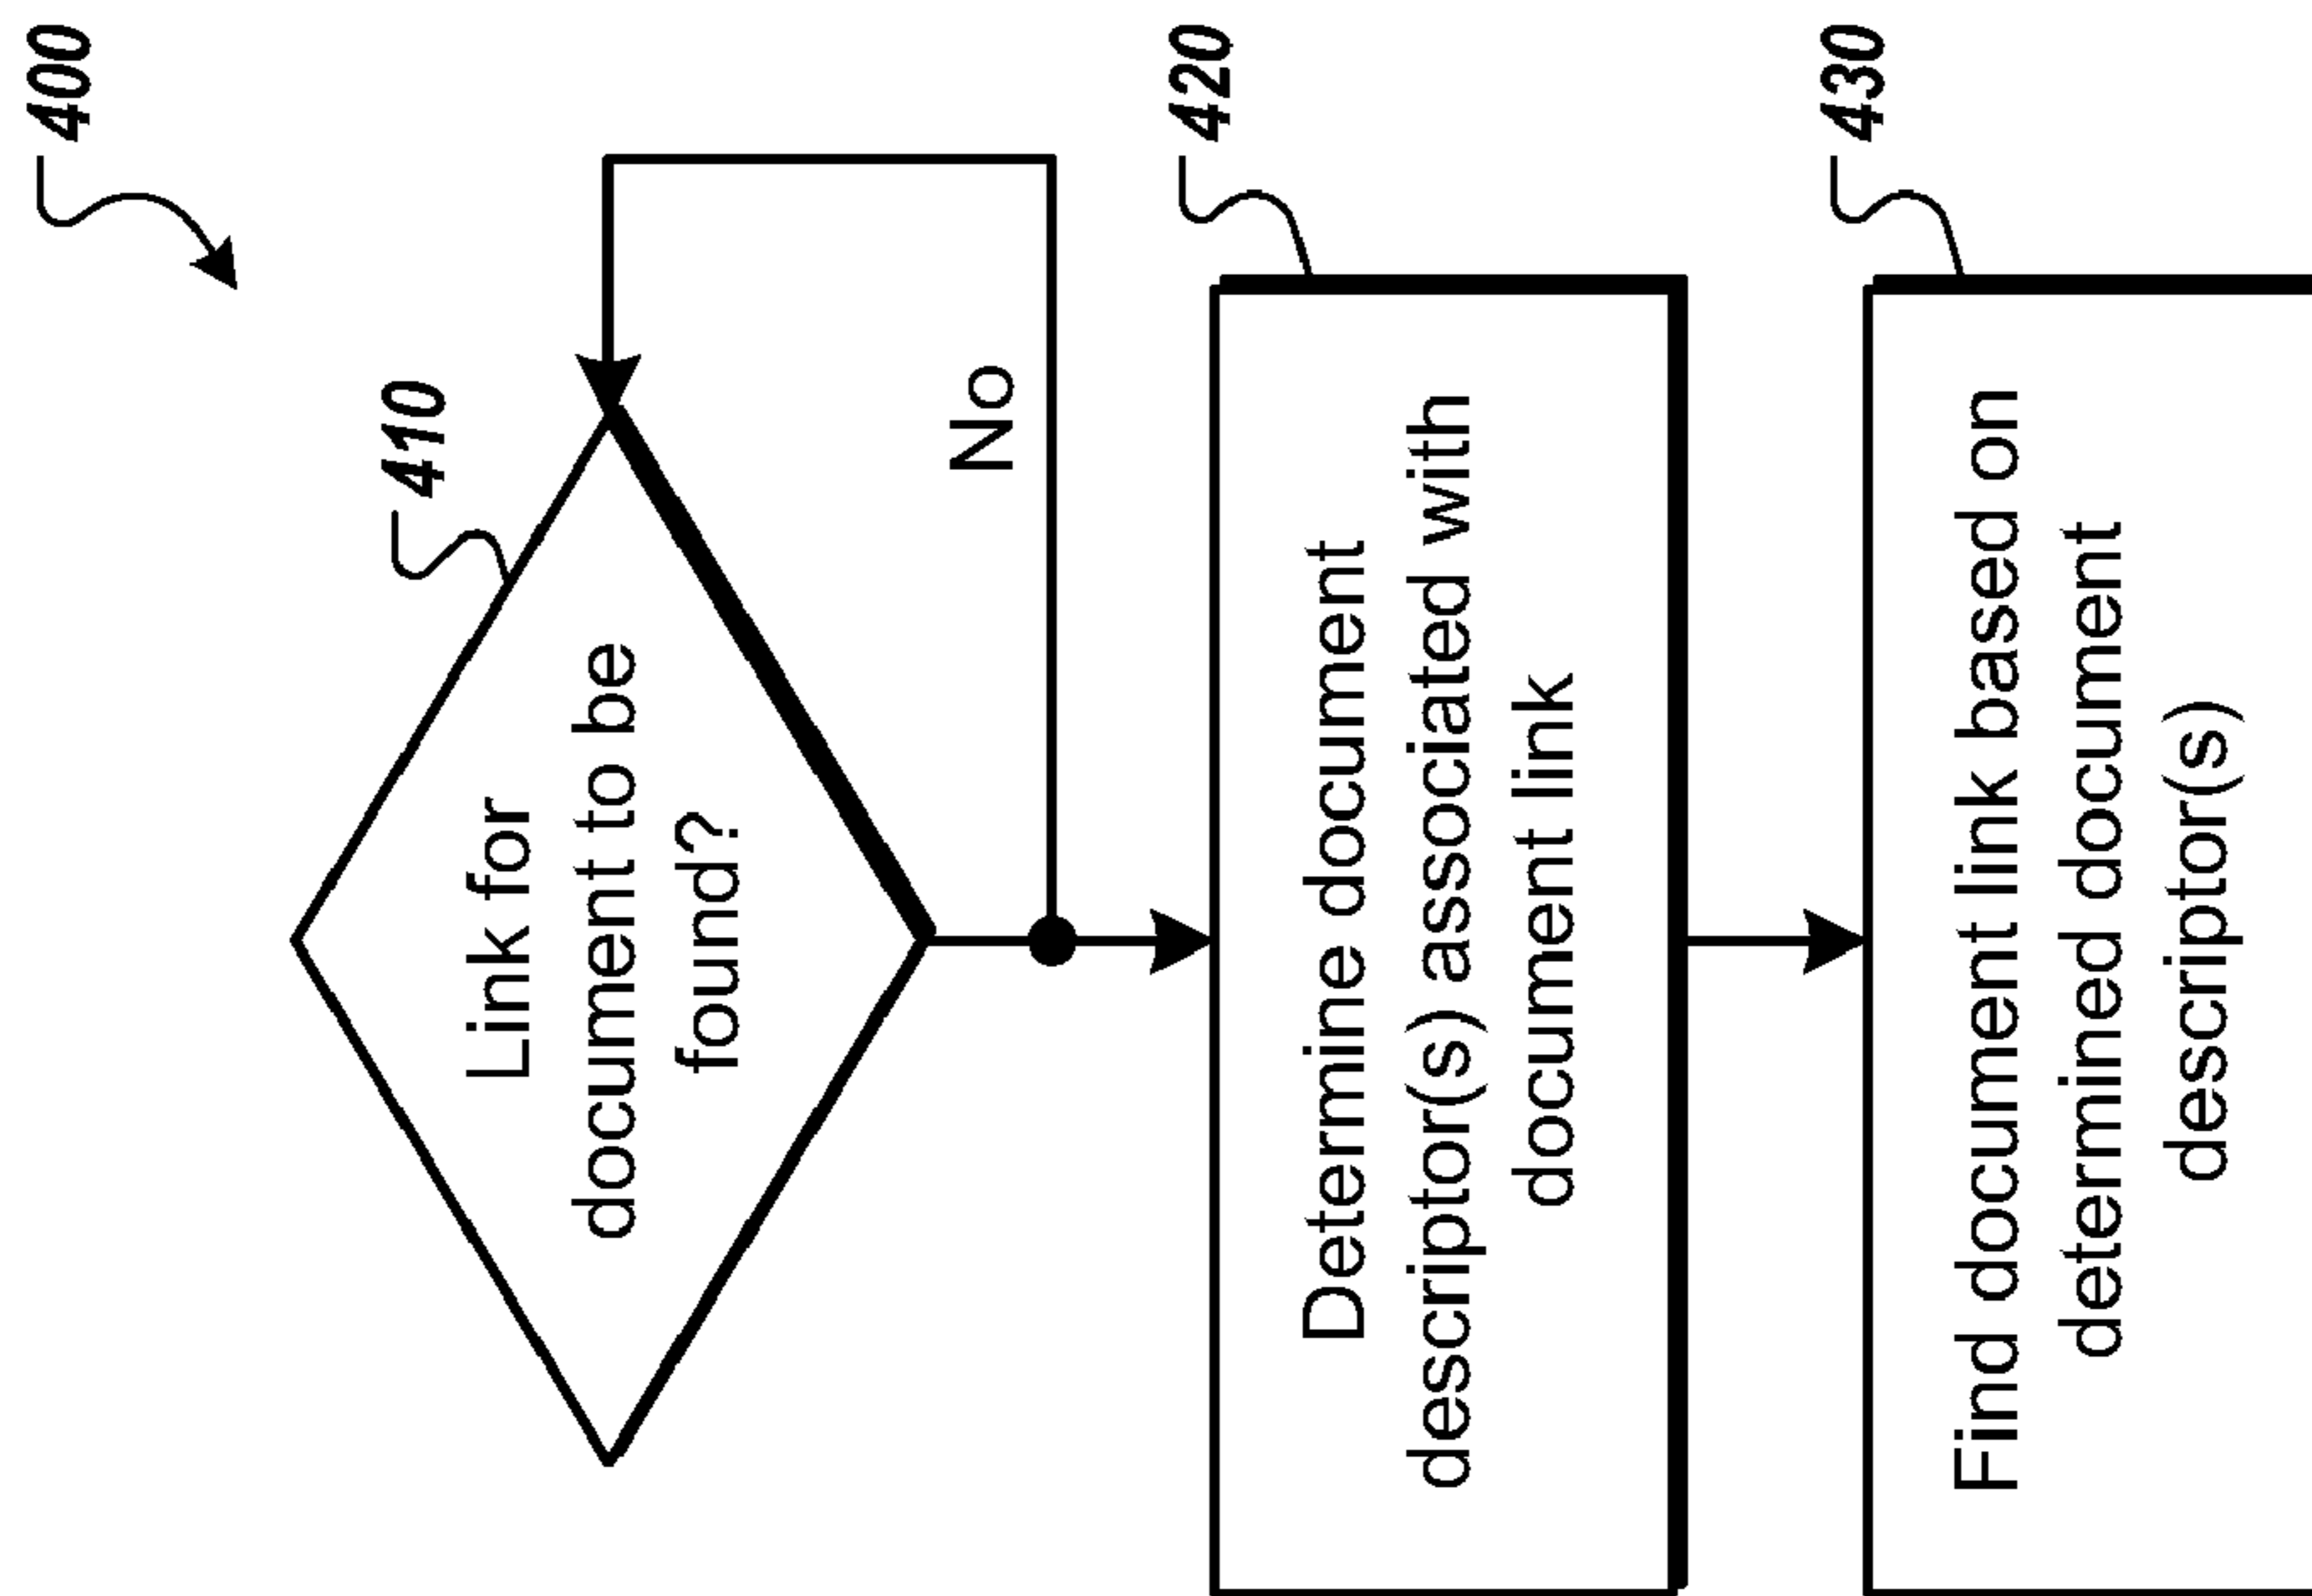 400
410
Link for
document to be
found?
No
420
Determine document
descriptor(s) associated with
document link
430
Find document link based on
determined document
descriptor(s)